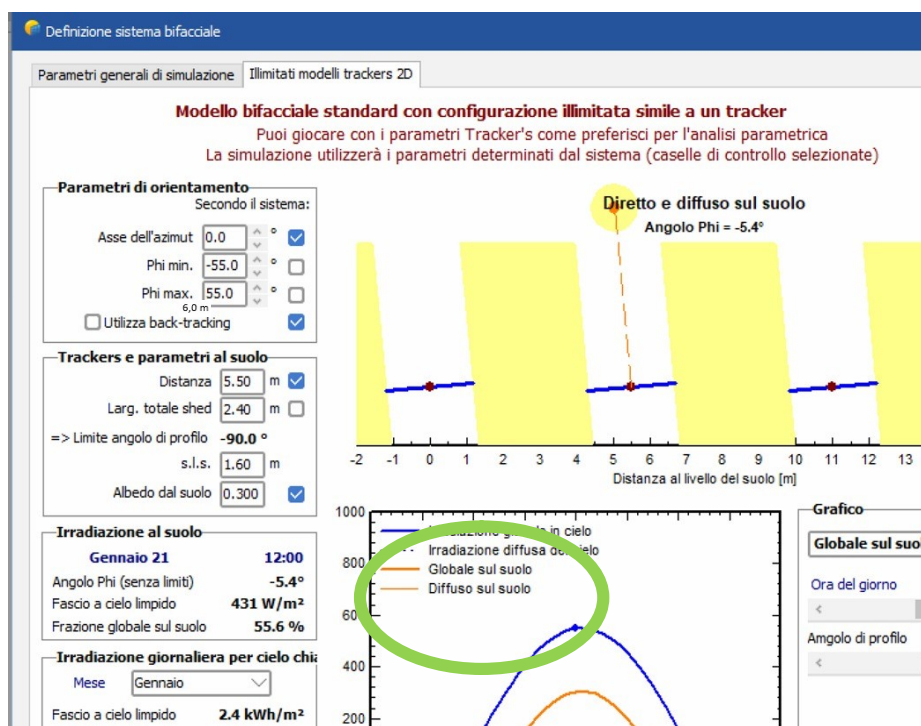 Definizione sistema bifacciale
Parametri generali di simulazione
Illimitati modelli trackers 2D
Modello bifacciale standard con configurazione illimitata simile a un tracker
Puoi giocare con i parametri Tracker's come preferisci per l'analisi parametrica
La simulazione utilizzerà i parametri determinati dal sistema (caselle di controllo selezionate)
Parametri di orientamento
Secondo il sistema:
Asse dell'azimut 0.0 °
Phi min. -55.0 °
Phi max. 55.0 °
6,0 m
Utilizza back-tracking
Trackers e parametri al suolo
Distanza 5.50 m
Larg. totale shed 2.40 m
=> Limite angolo di profilo -90.0 °
s.l.s. 1.60 m
Albedo dal suolo 0.300
Irradiazione al suolo
Gennaio 21 12:00
Angolo Phi (senza limiti) -5.4°
Fascio a cielo limpido 431 W/m²
Frazione globale sul suolo 55.6 %
Irradiazione giornaliera per cielo chia
Mese Gennaio
Fascio a cielo limpido 2.4 kWh/m²
Diretto e diffuso sul suolo
Angolo Phi = -5.4°
-2 -1 0 1 2 3 4 5 6 7 8 9 10 11 12 13
Distanza al livello del suolo [m]
1000
800
600
400
200
in cielo
Irradiazione diffusa
Globale sul suolo
Diffuso sul suolo
Grafico
Globale sul suo
Ora del giorno
Amgolo di profilo